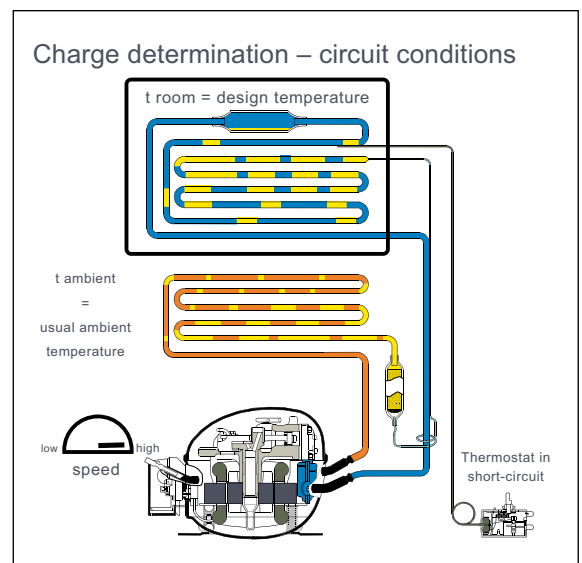 Charge determination – circuit conditions
t room = design temperature
t ambient
=
usual ambient
temperature
low
high
speed
Thermostat in
short-circuit